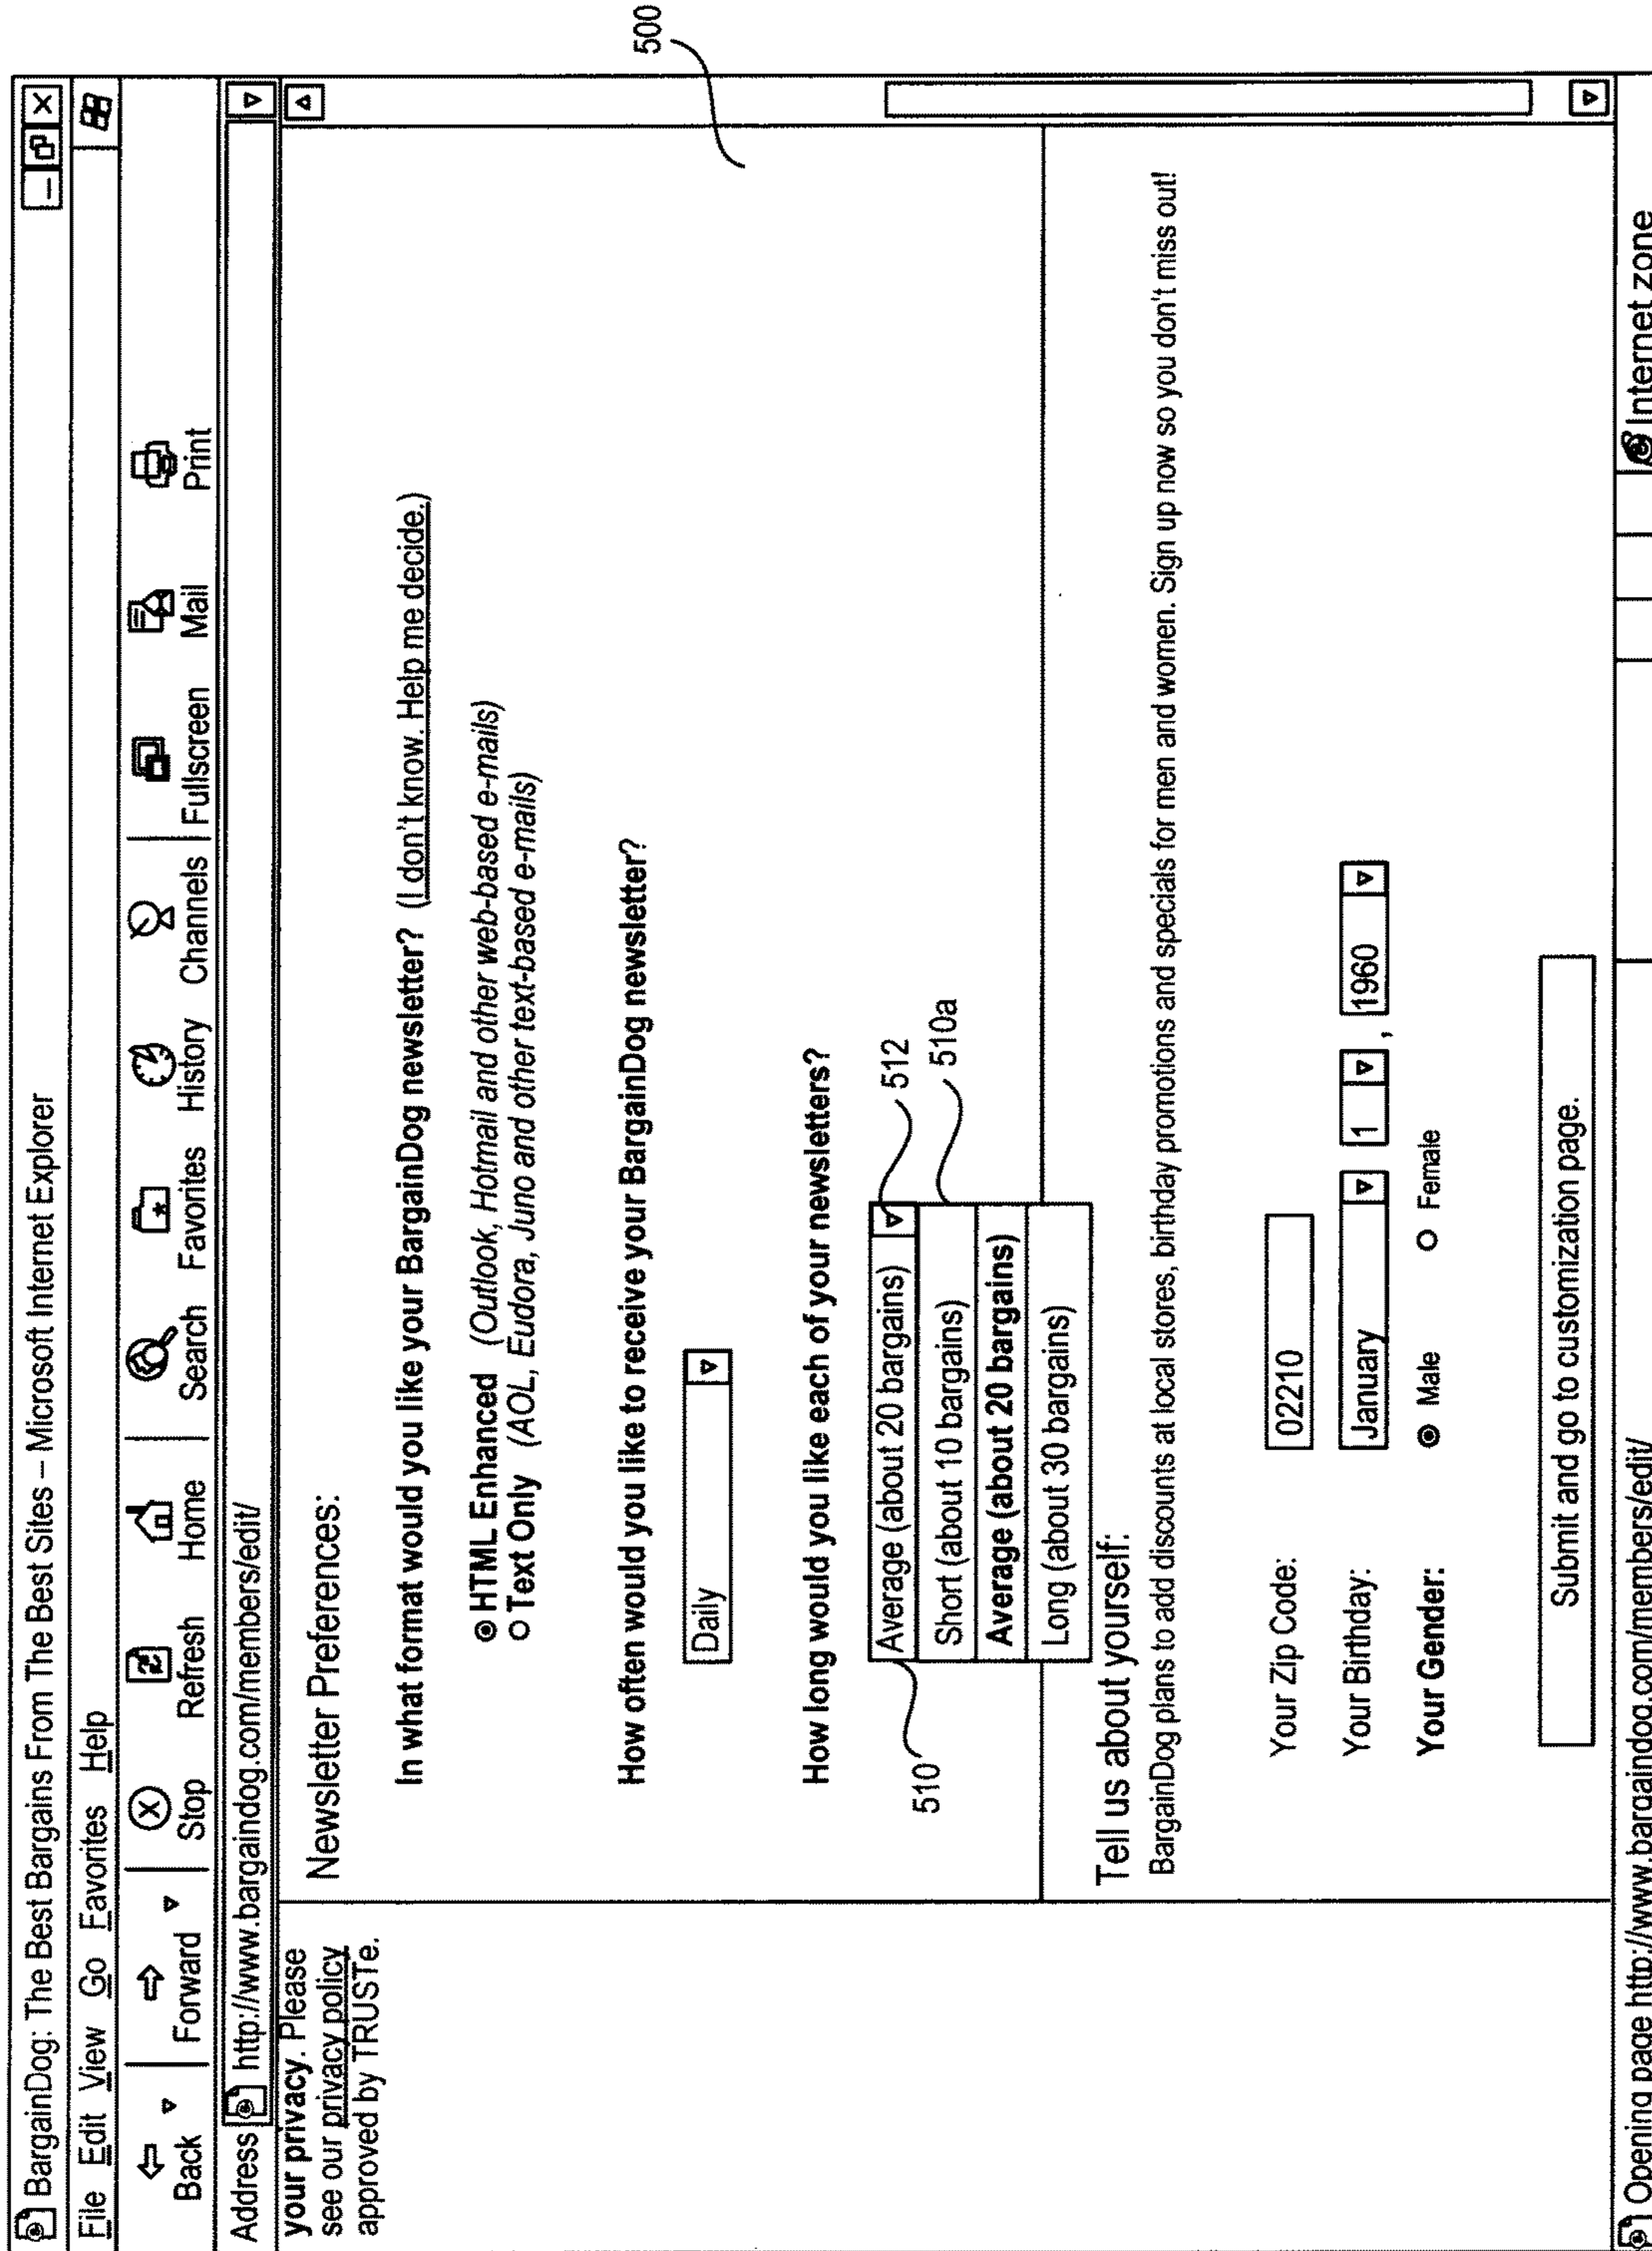 BargainDog: The Best Bargains From The Best Sites – Microsoft Internet Explorer
File Edit View Go Favorites Help
Back Forward Stop Refresh Home Search Favorites History Channels Fullscreen Mail Print
Address http://www.bargaindog.com/members/edit/
your privacy. Please
see our privacy policy
approved by TRUSTe.
Newsletter Preferences:
In what format would you like your BargainDog newsletter? (I don't know. Help me decide.)
HTML Enhanced (Outlook, Hotmail and other web-based e-mails)
Text Only (AOL, Eudora, Juno and other text-based e-mails)
500
How often would you like to receive your BargainDog newsletter?
Daily
How long would you like each of your newsletters?
Average (about 20 bargains) 512
510 Short (about 10 bargains) 510a
Average (about 20 bargains)
Long (about 30 bargains)
Tell us about yourself:
BargainDog plans to add discounts at local stores, birthday promotions and specials for men and women. Sign up now so you don't miss out!
Your Zip Code: 02210
Your Birthday: January 1 , 1960
Your Gender: Male Female
Submit and go to customization page.
Opening page http://www.bargaindog.com/members/edit/ Internet zone